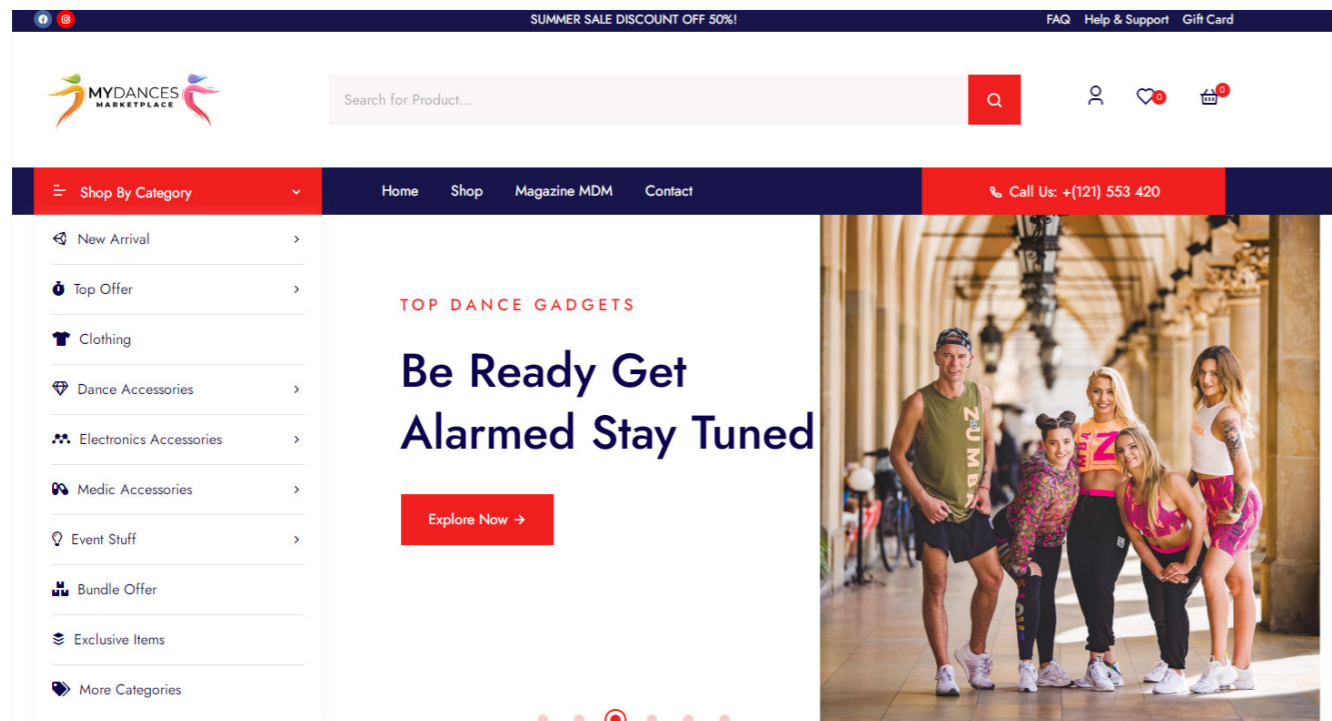 SUMMER SALE DISCOUNT OFF 50%!
FAQ Help & Support Gift Card
MYDANCES
MARKETPLACE
Search for Product...
0
0
Shop By Category
Home Shop Magazine MDM Contact
Call Us: +(121) 553 420
New Arrival
Top Offer
Clothing
Dance Accessories
Electronics Accessories
Medic Accessories
Event Stuff
Bundle Offer
Exclusive Items
More Categories
TOP DANCE GADGETS
Be Ready Get
Alarmed Stay Tuned
Explore Now →
ZUMBA
MBA
Z